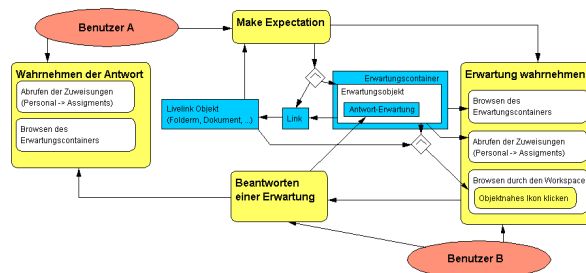 Benutzer A
Make Expectation
Wahrnehmen der Antwort
Abrufen der Zuweisungen
(Personal -> Assigments)
Browsen des
Erwartungscontainers
Livelink Objekt
(Folderm, Dokument, ...)
Link
Erwartungscontainer
Erwartungsobjekt
Antwort-Erwartung
Erwartung wahrnehmen
Browsen des
Erwartungscontainers
Abrufen der Zuweisungen
(Personal -> Assigments)
Browsen durch den Workspace
Objektnahes Ikon klicken
Beantworten
einer Erwartung
Benutzer B